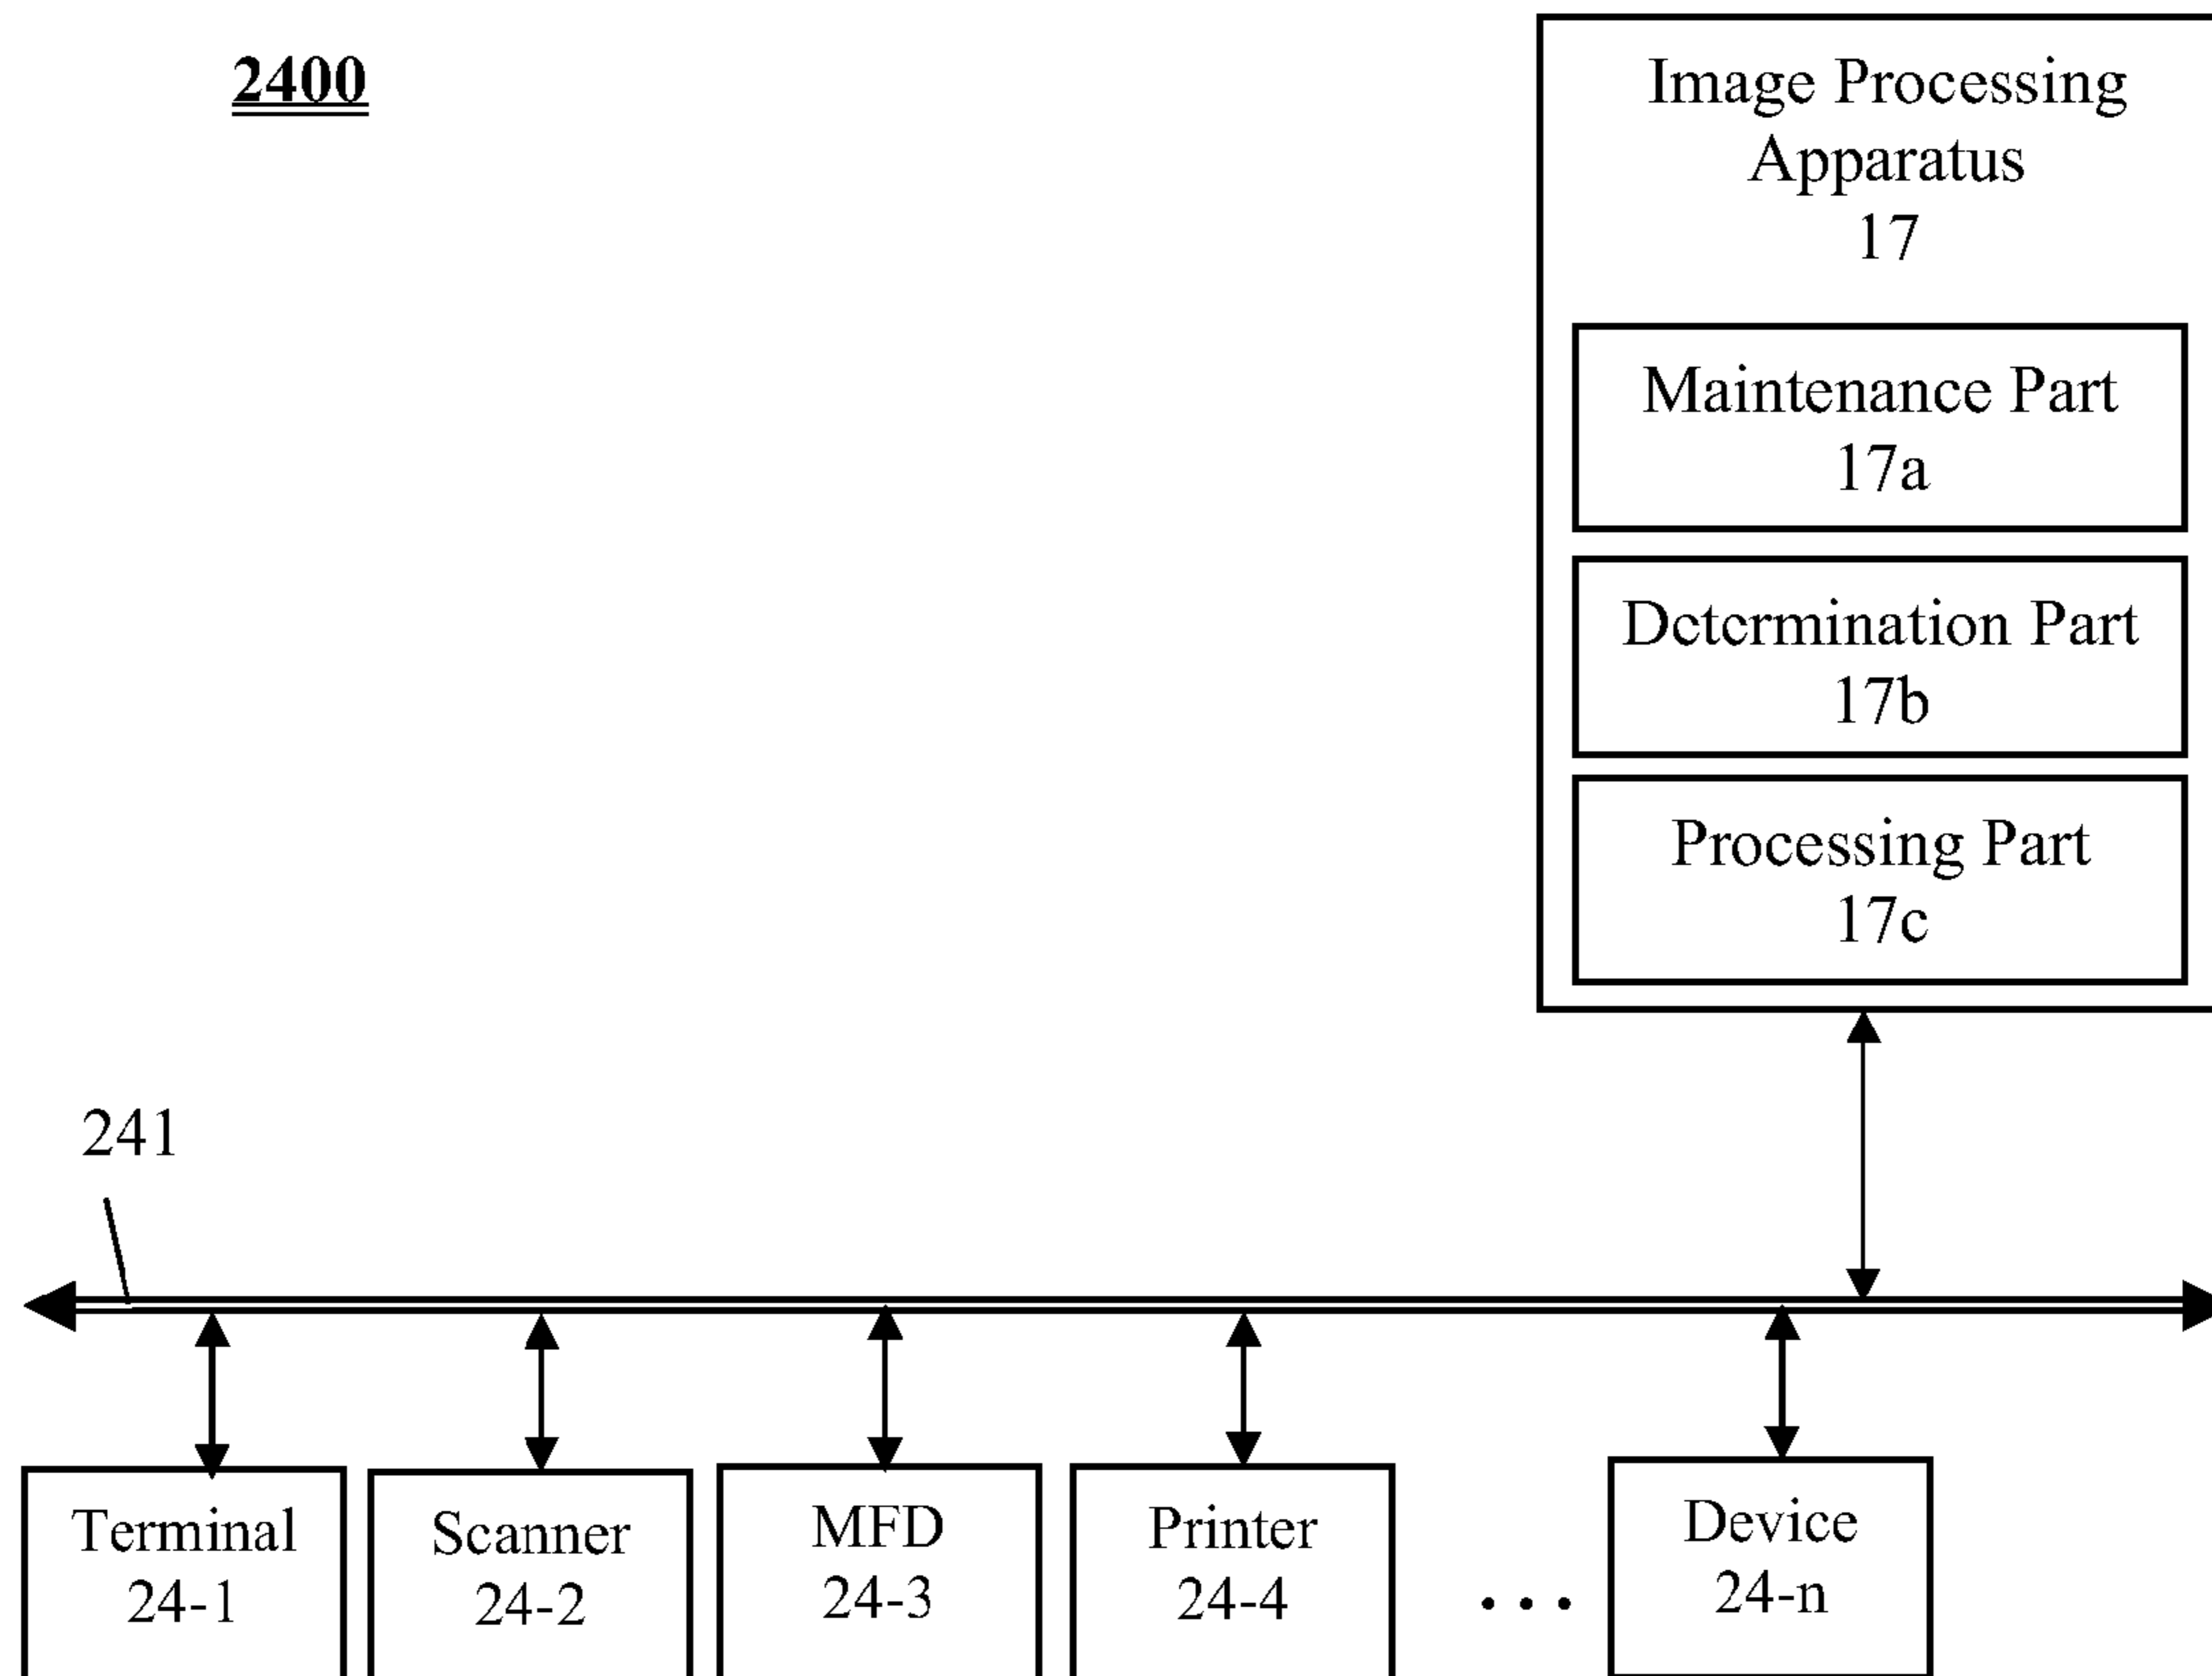 2400
Image Processing
Apparatus
17
Maintenance Part
17a
Determination Part
17b
Processing Part
17c
241
Terminal
24-1
Scanner
24-2
MFD
24-3
Printer
24-4
...
Device
24-n